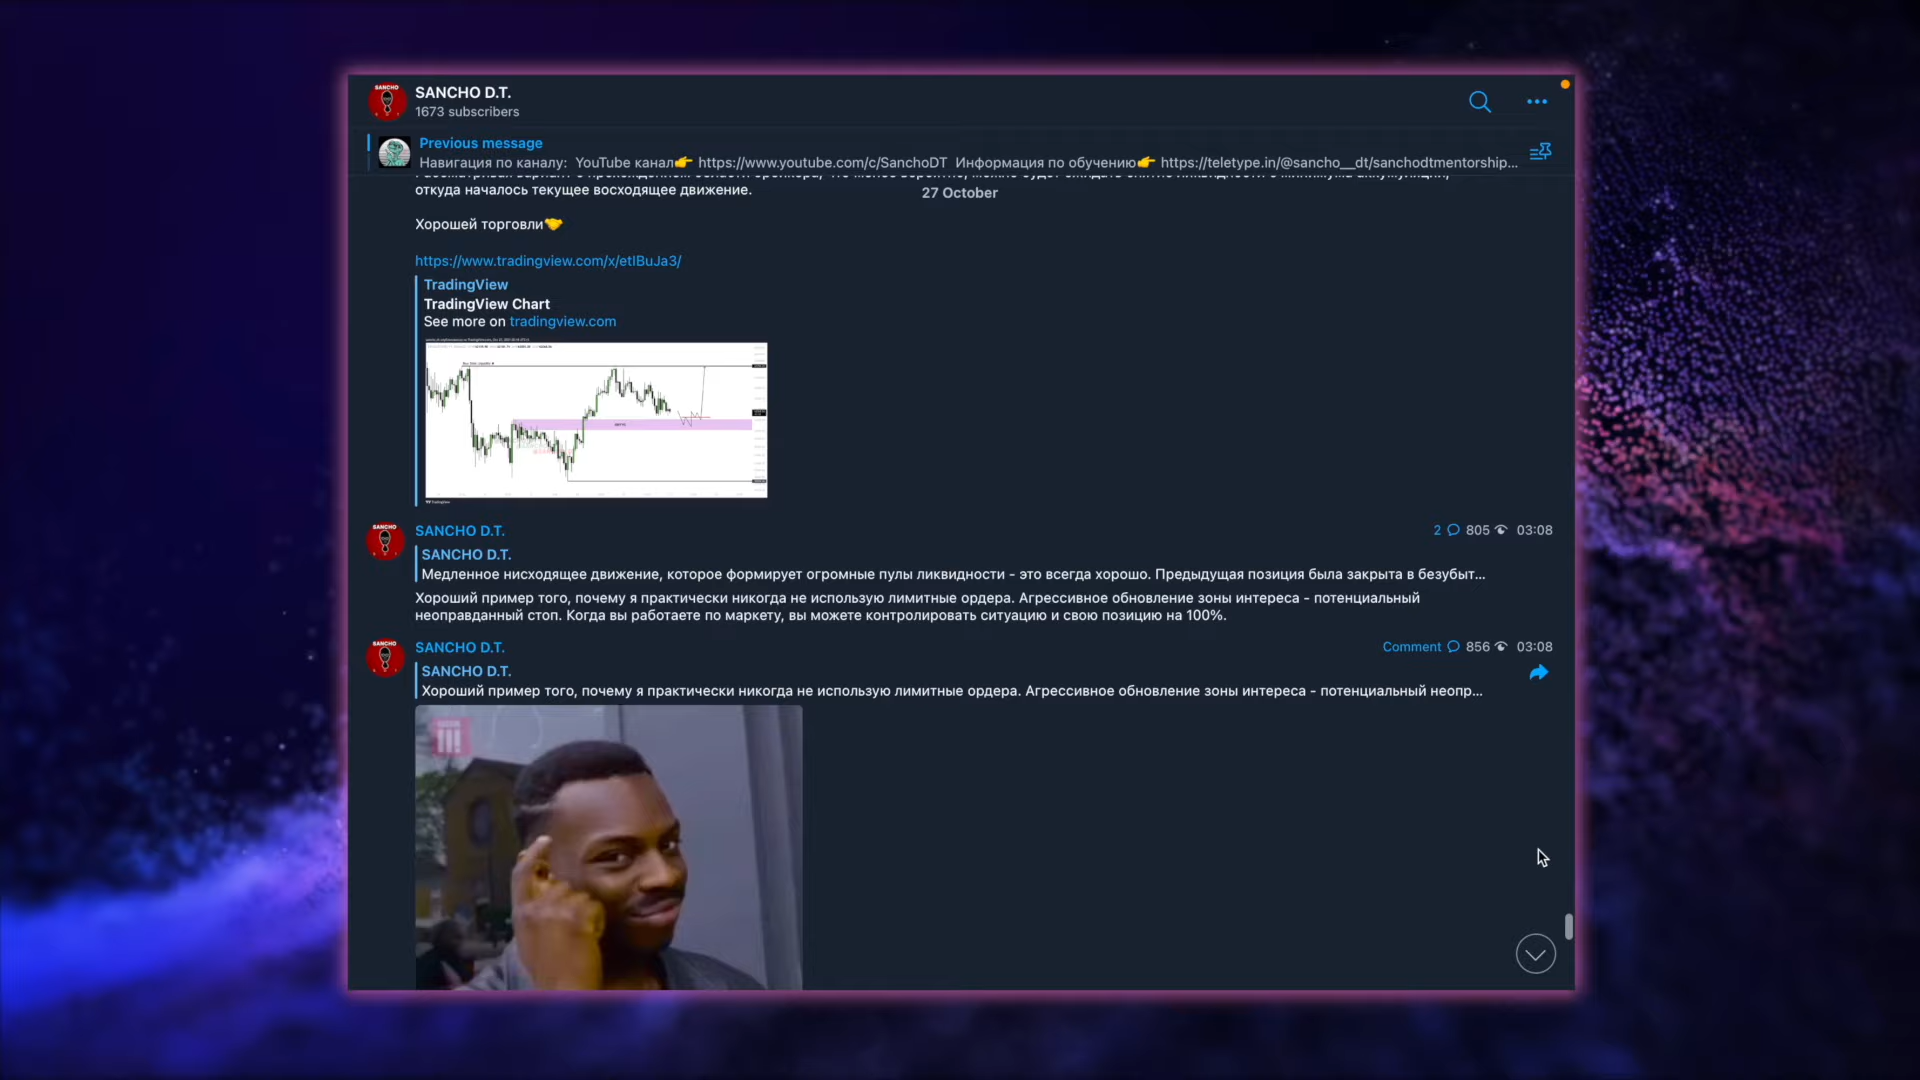 SANCHO D.T.
1673 subscribers
Previous message
Навигация по каналу: YouTube канал👉 https://www.youtube.com/c/SanchoDT Информация по обучению👉 https://teletype.in/@sancho__dt/sanchodtmentorship...
откуда началось текущее восходящее движение.
27 October
Хорошей торговли🤝
https://www.tradingview.com/x/etIBuJa3/
TradingView
TradingView Chart
See more on tradingview.com
SANCHO D.T.
2 805 03:08
SANCHO D.T.
Медленное нисходящее движение, которое формирует огромные пулы ликвидности - это всегда хорошо. Предыдущая позиция была закрыта в безубыт...
Хороший пример того, почему я практически никогда не использую лимитные ордера. Агрессивное обновление зоны интереса - потенциальный
неоправданный стоп. Когда вы работаете по маркету, вы можете контролировать ситуацию и свою позицию на 100%.
SANCHO D.T.
Comment 856 03:08
SANCHO D.T.
Хороший пример того, почему я практически никогда не использую лимитные ордера. Агрессивное обновление зоны интереса - потенциальный неопр...